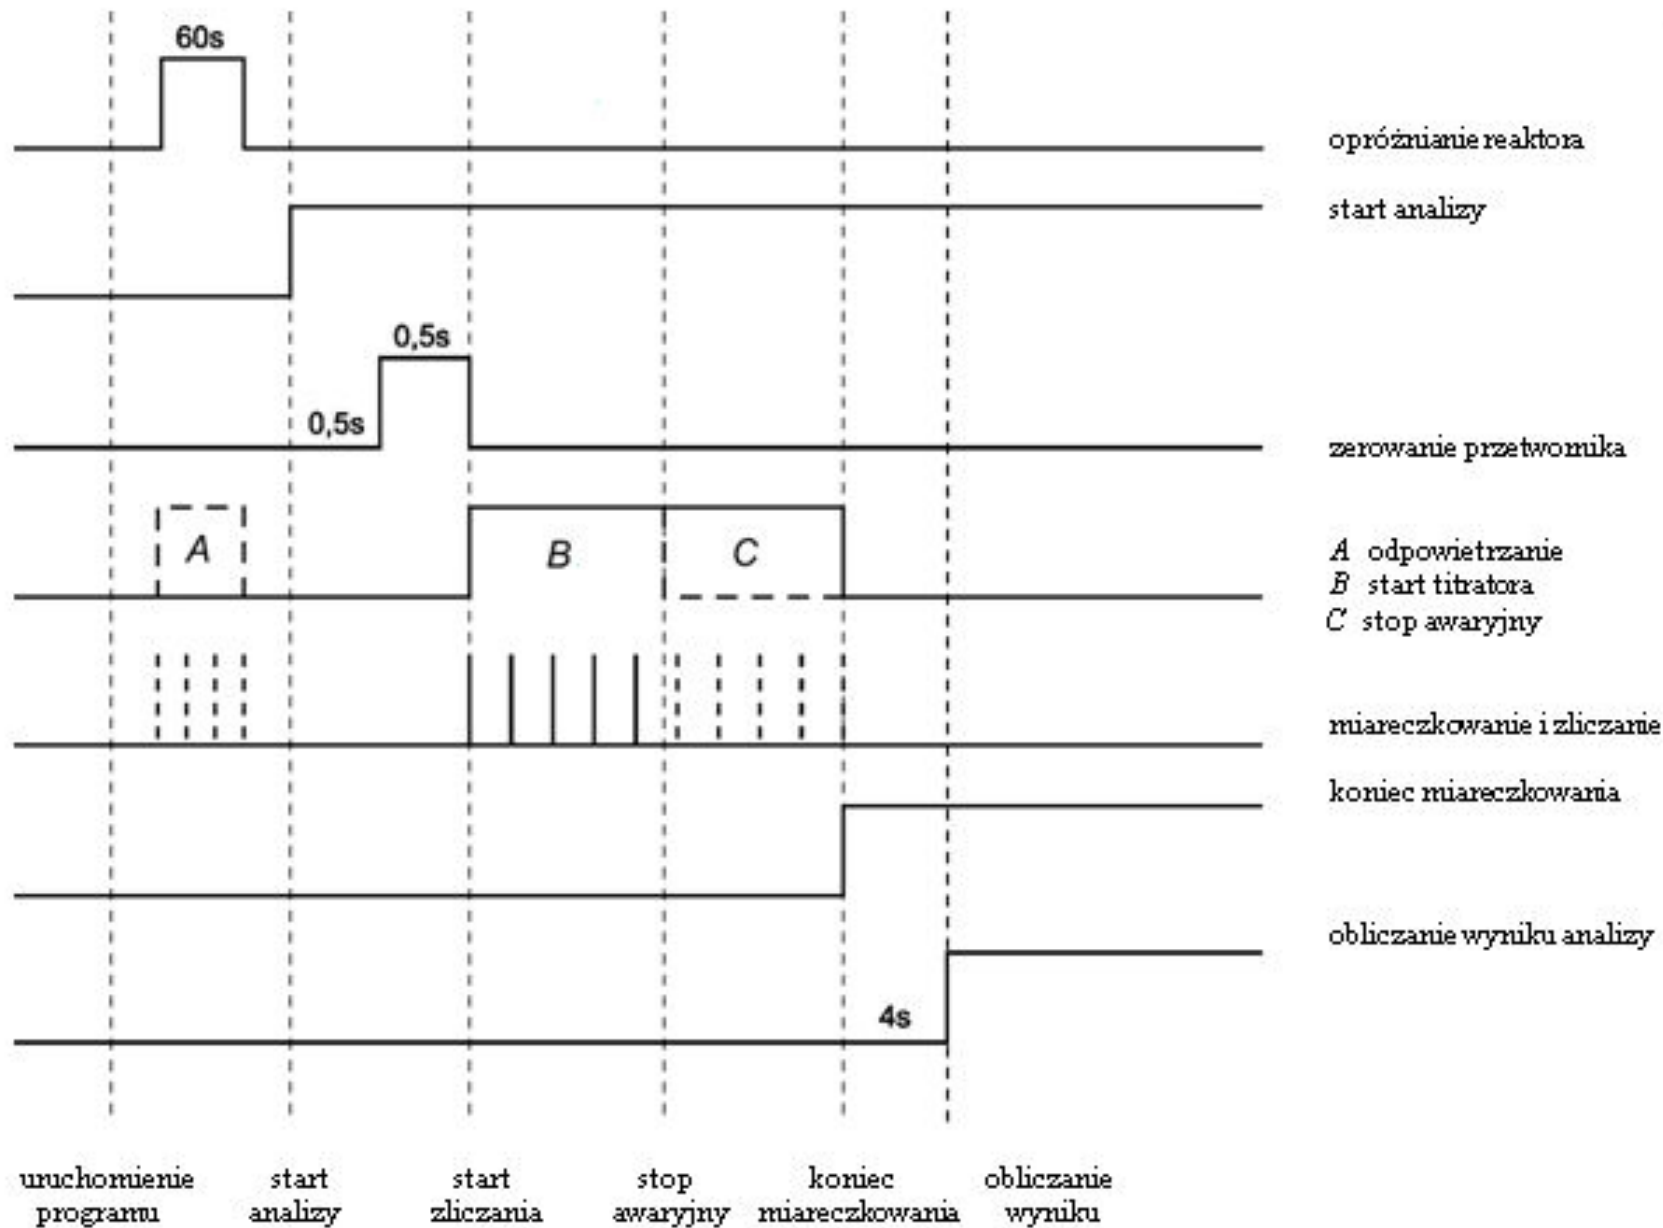 60s
opróżnianie reaktora
start analizy
0,5s
0,5s
zerowanie przetwornika
A
B
C
A odpowietrzanie
B start titratora
C stop awaryjny
miareczkowanie i zliczanie
koniec miareczkowania
obliczanie wyniku analizy
4s
uruchomienie
programu
start
analizy
start
zliczania
stop
awaryjny
koniec
miareczkowania
obliczanie
wyniku